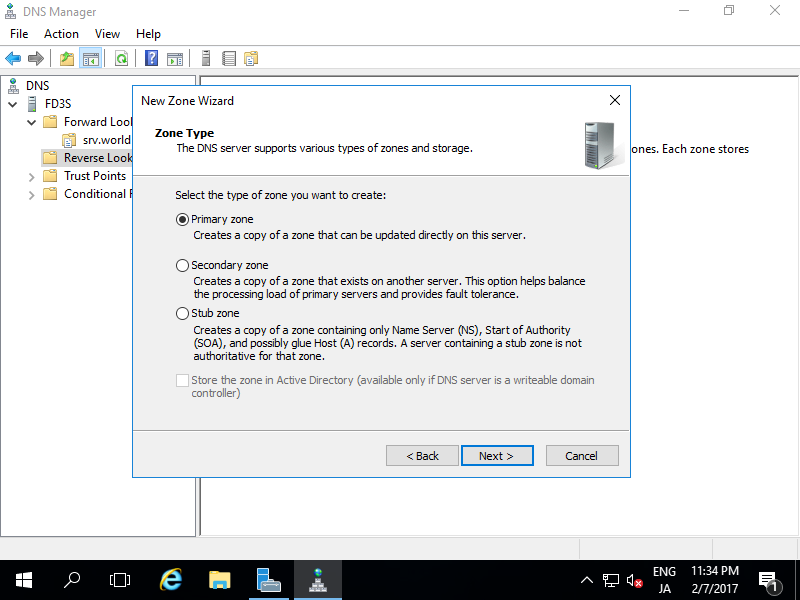 DNS Manager
File Action View Help
DNS
FD3S
Forward Look
srv.world
Reverse Look
Trust Points
Conditional F
ones. Each zone stores
New Zone Wizard
Zone Type
The DNS server supports various types of zones and storage.
Select the type of zone you want to create:
Primary zone
Creates a copy of a zone that can be updated directly on this server.
Secondary zone
Creates a copy of a zone that exists on another server. This option helps balance
the processing load of primary servers and provides fault tolerance.
Stub zone
Creates a copy of a zone containing only Name Server (NS), Start of Authority
(SOA), and possibly glue Host (A) records. A server containing a stub zone is not
authoritative for that zone.
Store the zone in Active Directory (available only if DNS server is a writeable domain
controller)
< Back Next > Cancel
ENG
JA
11:34 PM
2/7/2017
1